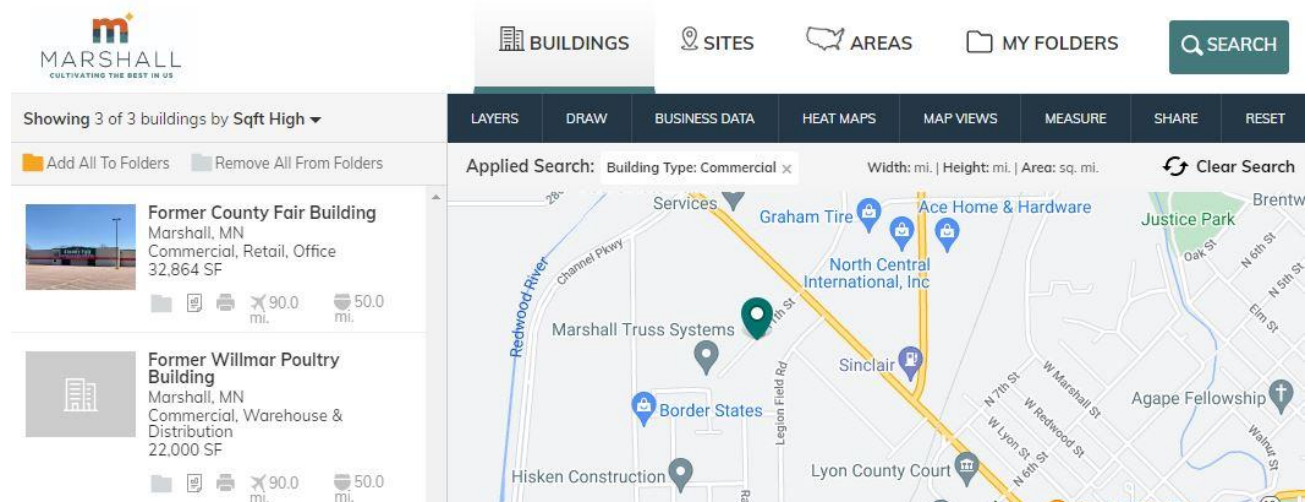 MARSHALL
CULTIVATING THE BEST IN US
BUILDINGS
SITES
AREAS
MY FOLDERS
SEARCH
Showing 3 of 3 buildings by Sqft High
LAYERS
DRAW
BUSINESS DATA
HEAT MAPS
MAP VIEWS
MEASURE
SHARE
RESET
Add All To Folders
Remove All From Folders
Applied Search: Building Type: Commercial ×
Width: mi. | Height: mi. | Area: sq. mi.
Clear Search
Former County Fair Building
Marshall, MN
Commercial, Retail, Office
32,864 SF
90.0
mi.
50.0
mi.
Former Willmar Poultry
Building
Marshall, MN
Commercial, Warehouse &
Distribution
22,000 SF
90.0
mi.
50.0
mi.
Services
Graham Tire
Ace Home & Hardware
Justice Park
Brentw
Oak St
N 6th St
N 5th St
Channel Pkwy
Redwood River
North Central
International, Inc
Elm St
Marshall Truss Systems
Sinclair
Legion Field Rd
N 7th St
W Marshall St
W Redwood St
Agape Fellowship
Border States
W Lyon St
Walnut St
Hisken Construction
Lyon County Court
N 6th St